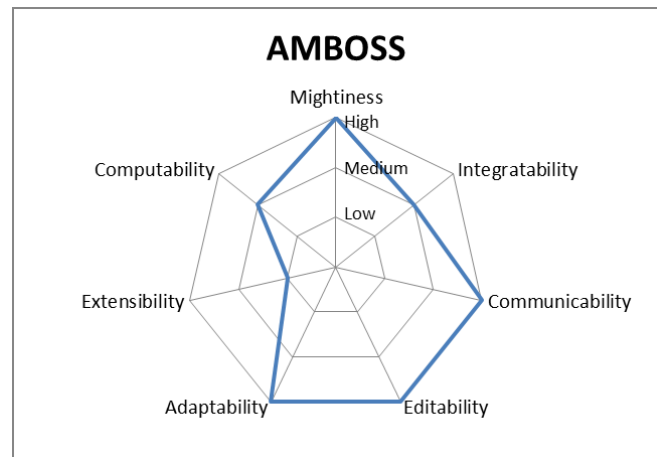 AMBOSS
Mightiness
High
Computability
Medium
Integratability
Low
Extensibility
Communicability
Adaptability
Editability